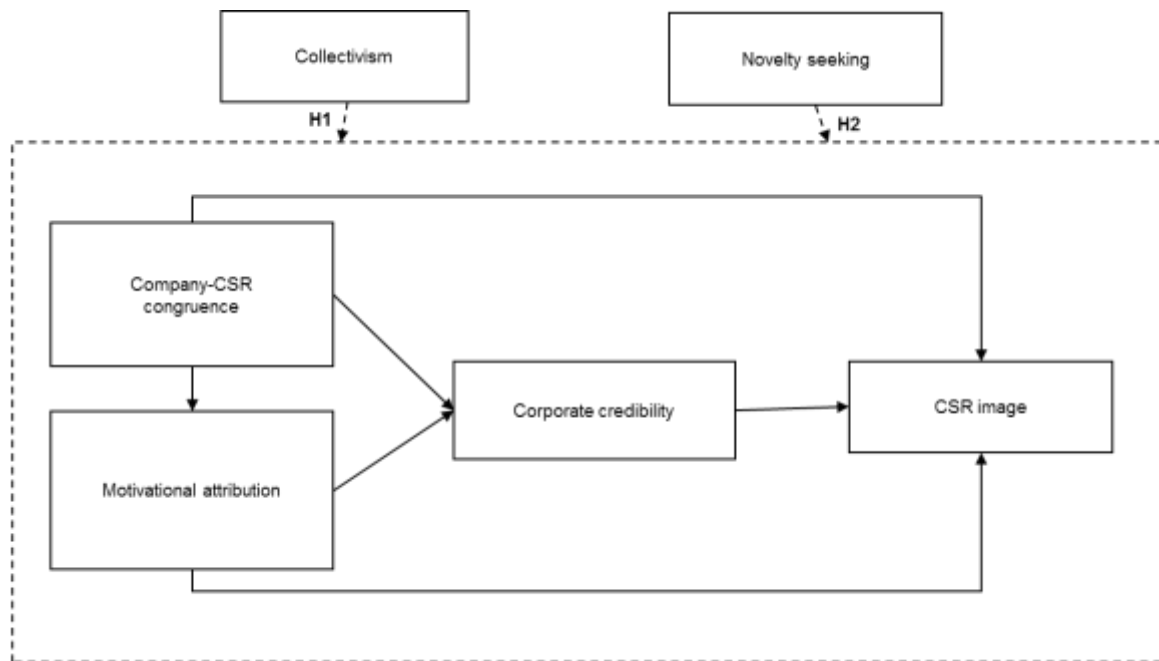 Collectivism
Novelty seeking
H1
H2
Company-CSR
congruence
Corporate credibility
CSR image
Motivational attribution